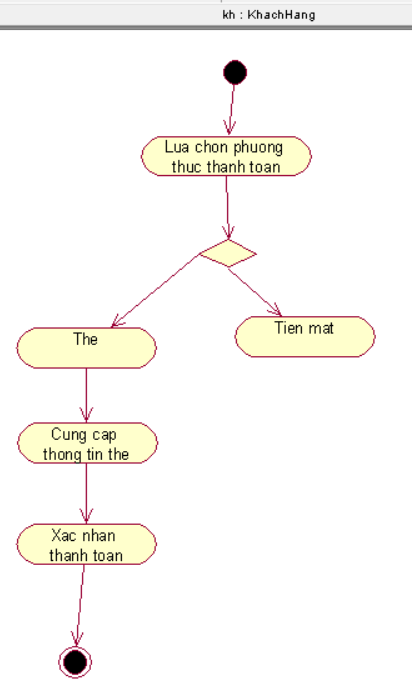 kh : KhachHang
Lua chon phuong
thuc thanh toan
The
Tien mat
Cung cap
thong tin the
Xac nhan
thanh toan